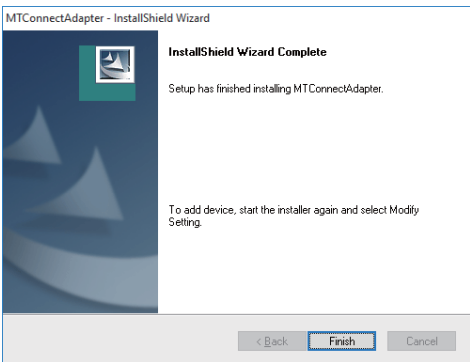 MTConnectAdapter - InstallShield Wizard
InstallShield Wizard Complete
Setup has finished installing MTConnectAdapter.
To add device, start the installer again and select Modify
Setting.
< Back
Finish
Cancel